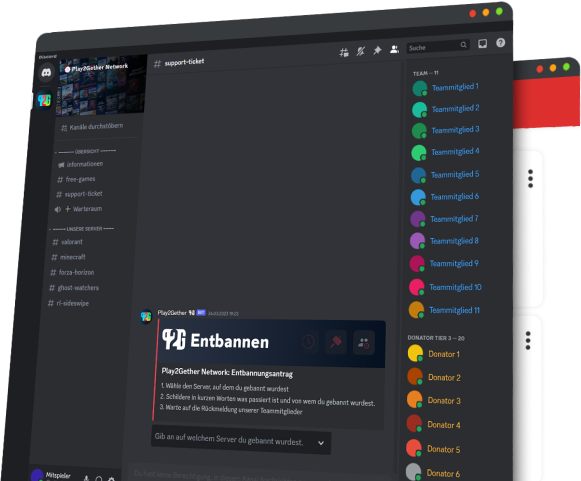 Discord
Play2Gether Network
# support-ticket
Suche
Kanäle durchstöbern
ÜBERSICHT
informationen
# free-games
# support-ticket
+ Warteraum
UNSERE SERVER
# valorant
# minecraft
# forza-horizon
# ghost-watchers
# rl-sideswipe
Mitspieler
Play2Gether BOT
P2G Entbannen
Play2Gether Network: Entbannungsantrag
1. Wähle den Server, auf dem du gebannt wurdest
2. Schildere in kurzen Worten was passiert ist und von wem du gebannt wurdest.
3. Warte auf die Rückmeldung unserer Teammitglieder
Gib an auf welchem Server du gebannt wurdest.
TEAM — 11
Teammitglied 1
Teammitglied 2
Teammitglied 3
Teammitglied 4
Teammitglied 5
Teammitglied 6
Teammitglied 7
Teammitglied 8
Teammitglied 9
Teammitglied 10
Teammitglied 11
DONATOR TIER 3 — 20
Donator 1
Donator 2
Donator 3
Donator 4
Donator 5
Donator 6